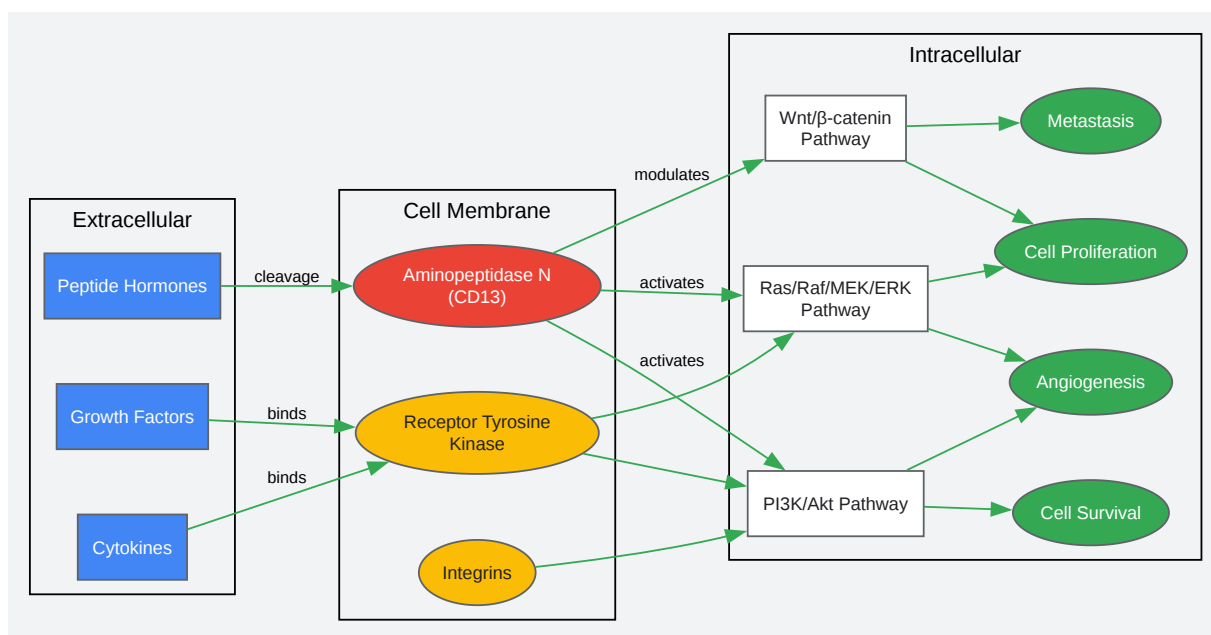 Extracellular
Peptide Hormones
Growth Factors
Cytokines
cleavage
binds
binds
Cell Membrane
Aminopeptidase N
(CD13)
Receptor Tyrosine
Kinase
Integrins
modulates
activates
activates
Intracellular
Wnt/β-catenin
Pathway
Ras/Raf/MEK/ERK
Pathway
PI3K/Akt Pathway
Metastasis
Cell Proliferation
Angiogenesis
Cell Survival